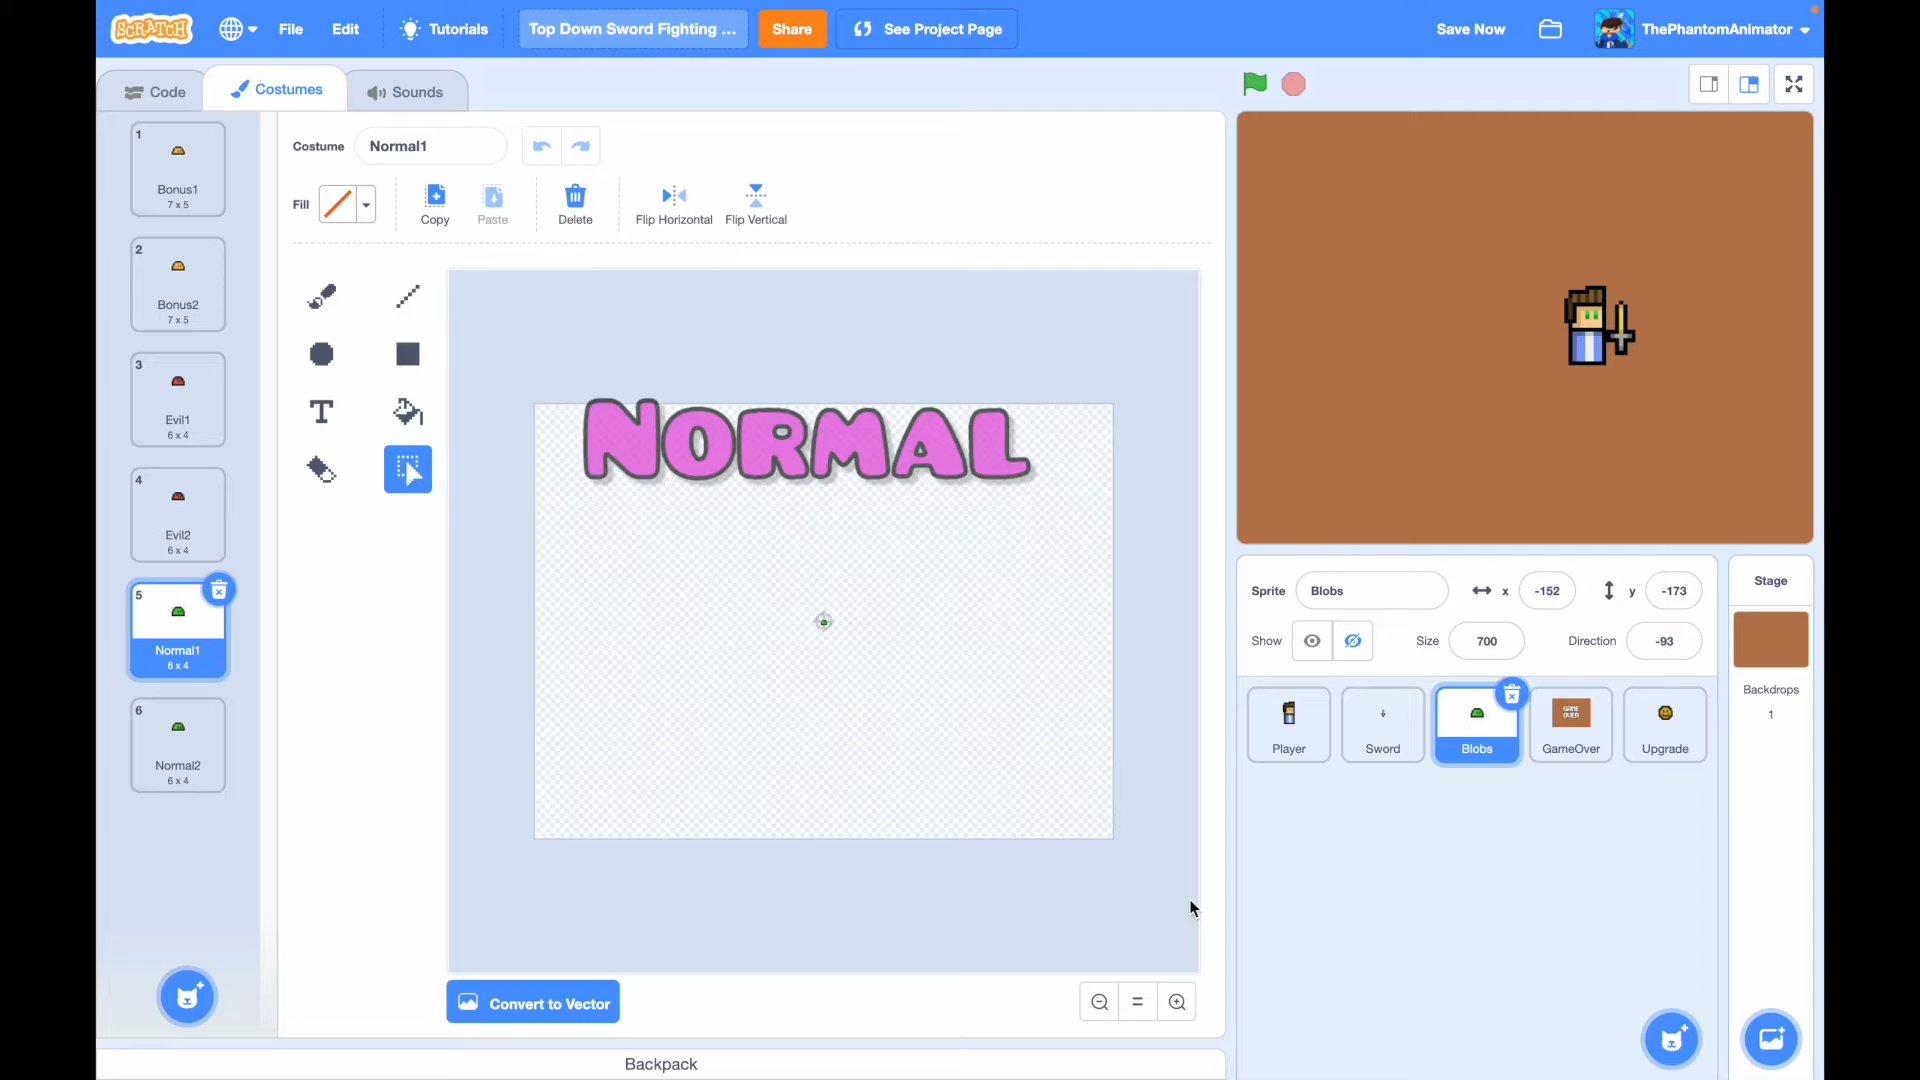 SCRATCH
File
Edit
Tutorials
Top Down Sword Fighting ...
Share
See Project Page
Save Now
ThePhantomAnimator
Code
Costumes
Sounds
Costume
Normal1
Fill
Copy
Paste
Delete
Flip Horizontal
Flip Vertical
1
Bonus1
7 x 5
2
Bonus2
7 x 5
3
Evil1
6 x 4
4
Evil2
6 x 4
5
Normal1
6 x 4
6
Normal2
6 x 4
T
NORMAL
Convert to Vector
Backpack
Sprite
Blobs
x
-152
y
-173
Show
Size
700
Direction
-93
Player
Sword
Blobs
GAME
OVER
GameOver
Upgrade
Stage
Backdrops
1